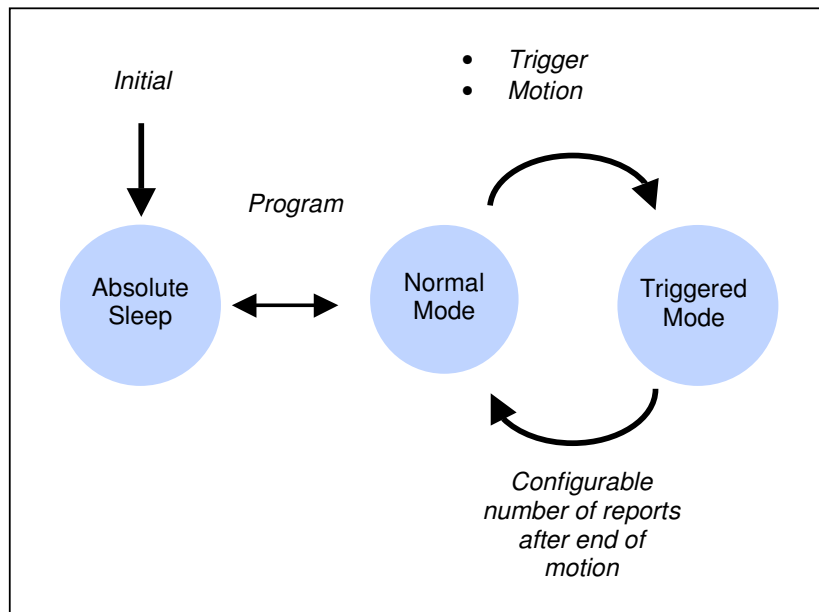 Initial
• Trigger
• Motion
Program
Absolute
Sleep
Normal
Mode
Triggered
Mode
Configurable
number of reports
after end of
motion